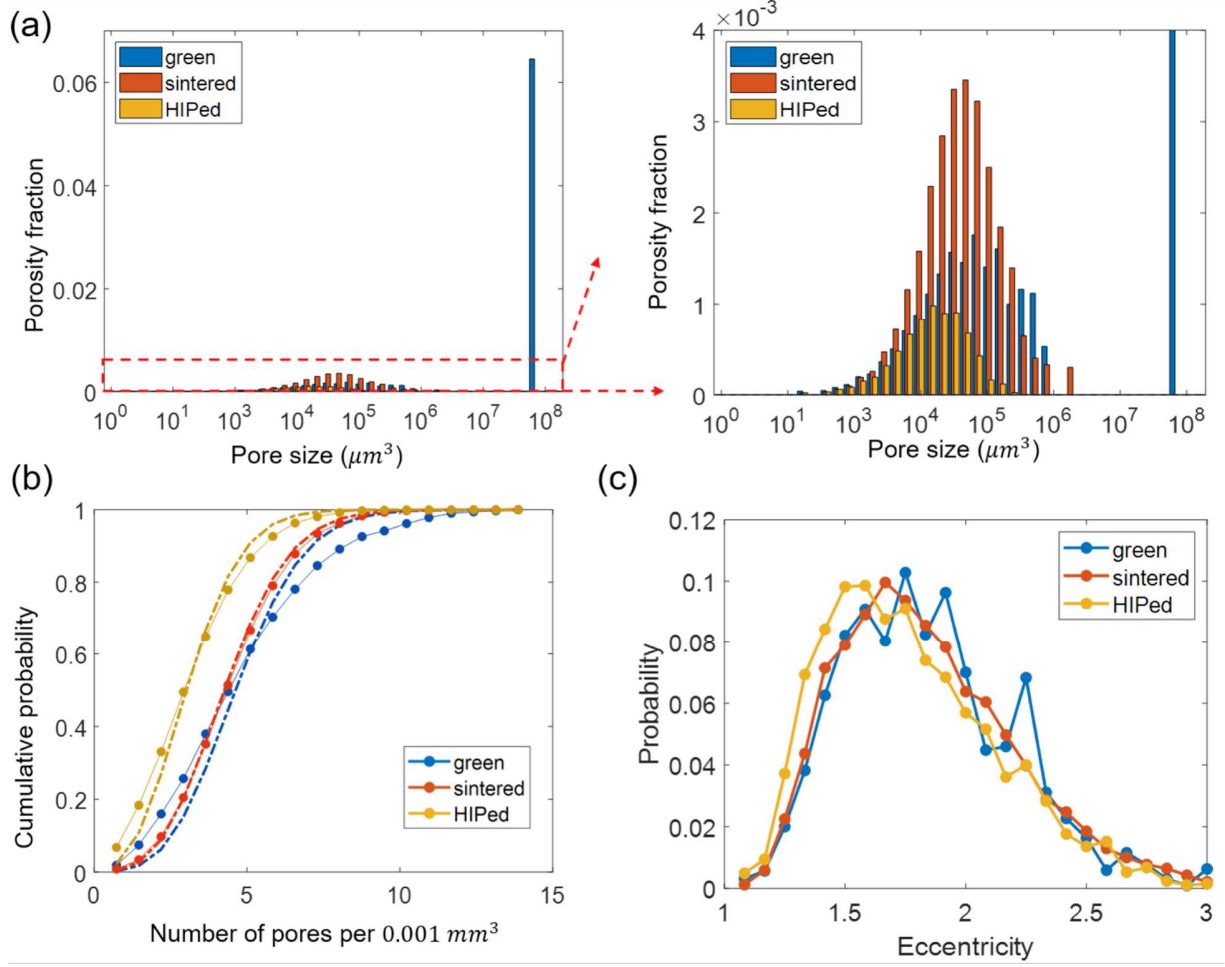 (a)
0.06
0.04
0.02
0
Porosity fraction
green
sintered
HIPed
10^0 10^1 10^3 10^4 10^5 10^6 10^7 10^8
Pore size (μm^3)
×10^-3
4
3
2
1
0
Porosity fraction
green
sintered
HIPed
10^0 10^1 10^2 10^3 10^4 10^5 10^6 10^7 10^8
Pore size (μm^3)
(b)
1
0.8
0.6
0.4
0.2
0
Cumulative probability
green
sintered
HIPed
0 5 10 15
Number of pores per 0.001 mm^3
(c)
0.12
0.1
0.08
0.06
0.04
0.02
0
Probability
green
sintered
HIPed
1 1.5 2 2.5 3
Eccentricity